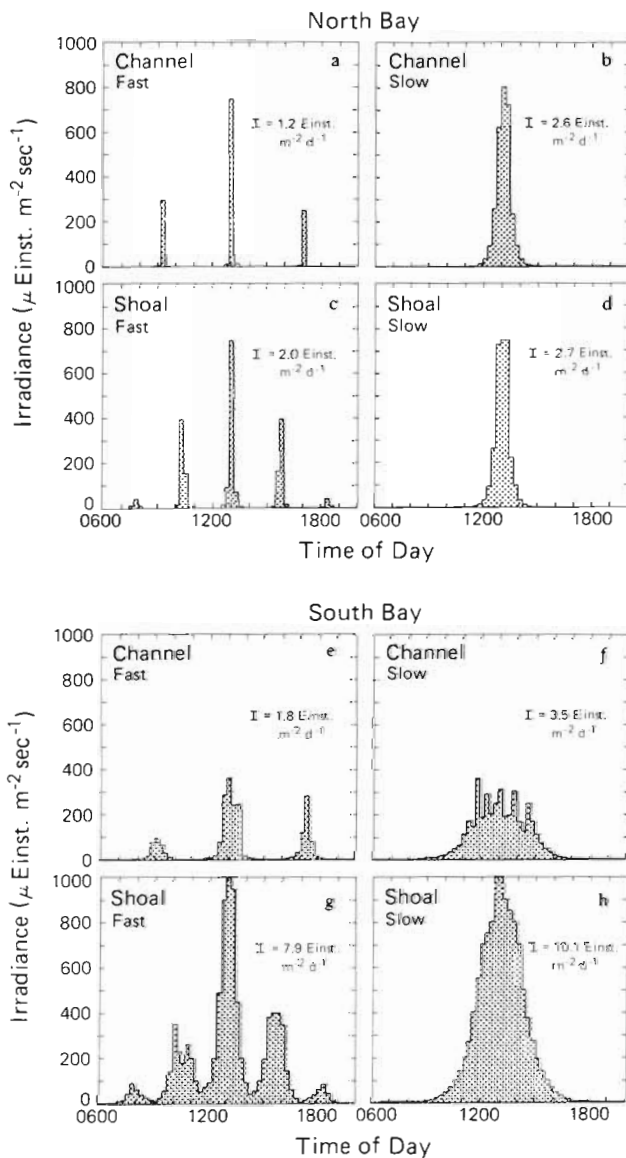 North Bay
Irradiance (μ Einst. m⁻² sec⁻¹)
1000
800
600
400
200
0
Channel
Fast
a
I = 1.2 Einst.
m⁻² d⁻¹
Channel
Slow
b
I = 2.6 Einst.
m⁻² d⁻¹
1000
800
600
400
200
0
Shoal
Fast
c
I = 2.0 Einst.
m⁻² d⁻¹
Shoal
Slow
d
I = 2.7 Einst.
m⁻² d⁻¹
0600 1200 1800 0600 1200 1800
Time of Day
South Bay
Irradiance (μ Einst. m⁻² sec⁻¹)
1000
800
600
400
200
0
Channel
Fast
e
I = 1.8 Einst.
m⁻² d⁻¹
Channel
Slow
f
I = 3.5 Einst.
m⁻² d⁻¹
1000
800
600
400
200
0
Shoal
Fast
g
I = 7.9 Einst.
m⁻² d⁻¹
Shoal
Slow
h
I = 10.1 Einst.
m⁻² d⁻¹
0600 1200 1800 0600 1200 1800
Time of Day